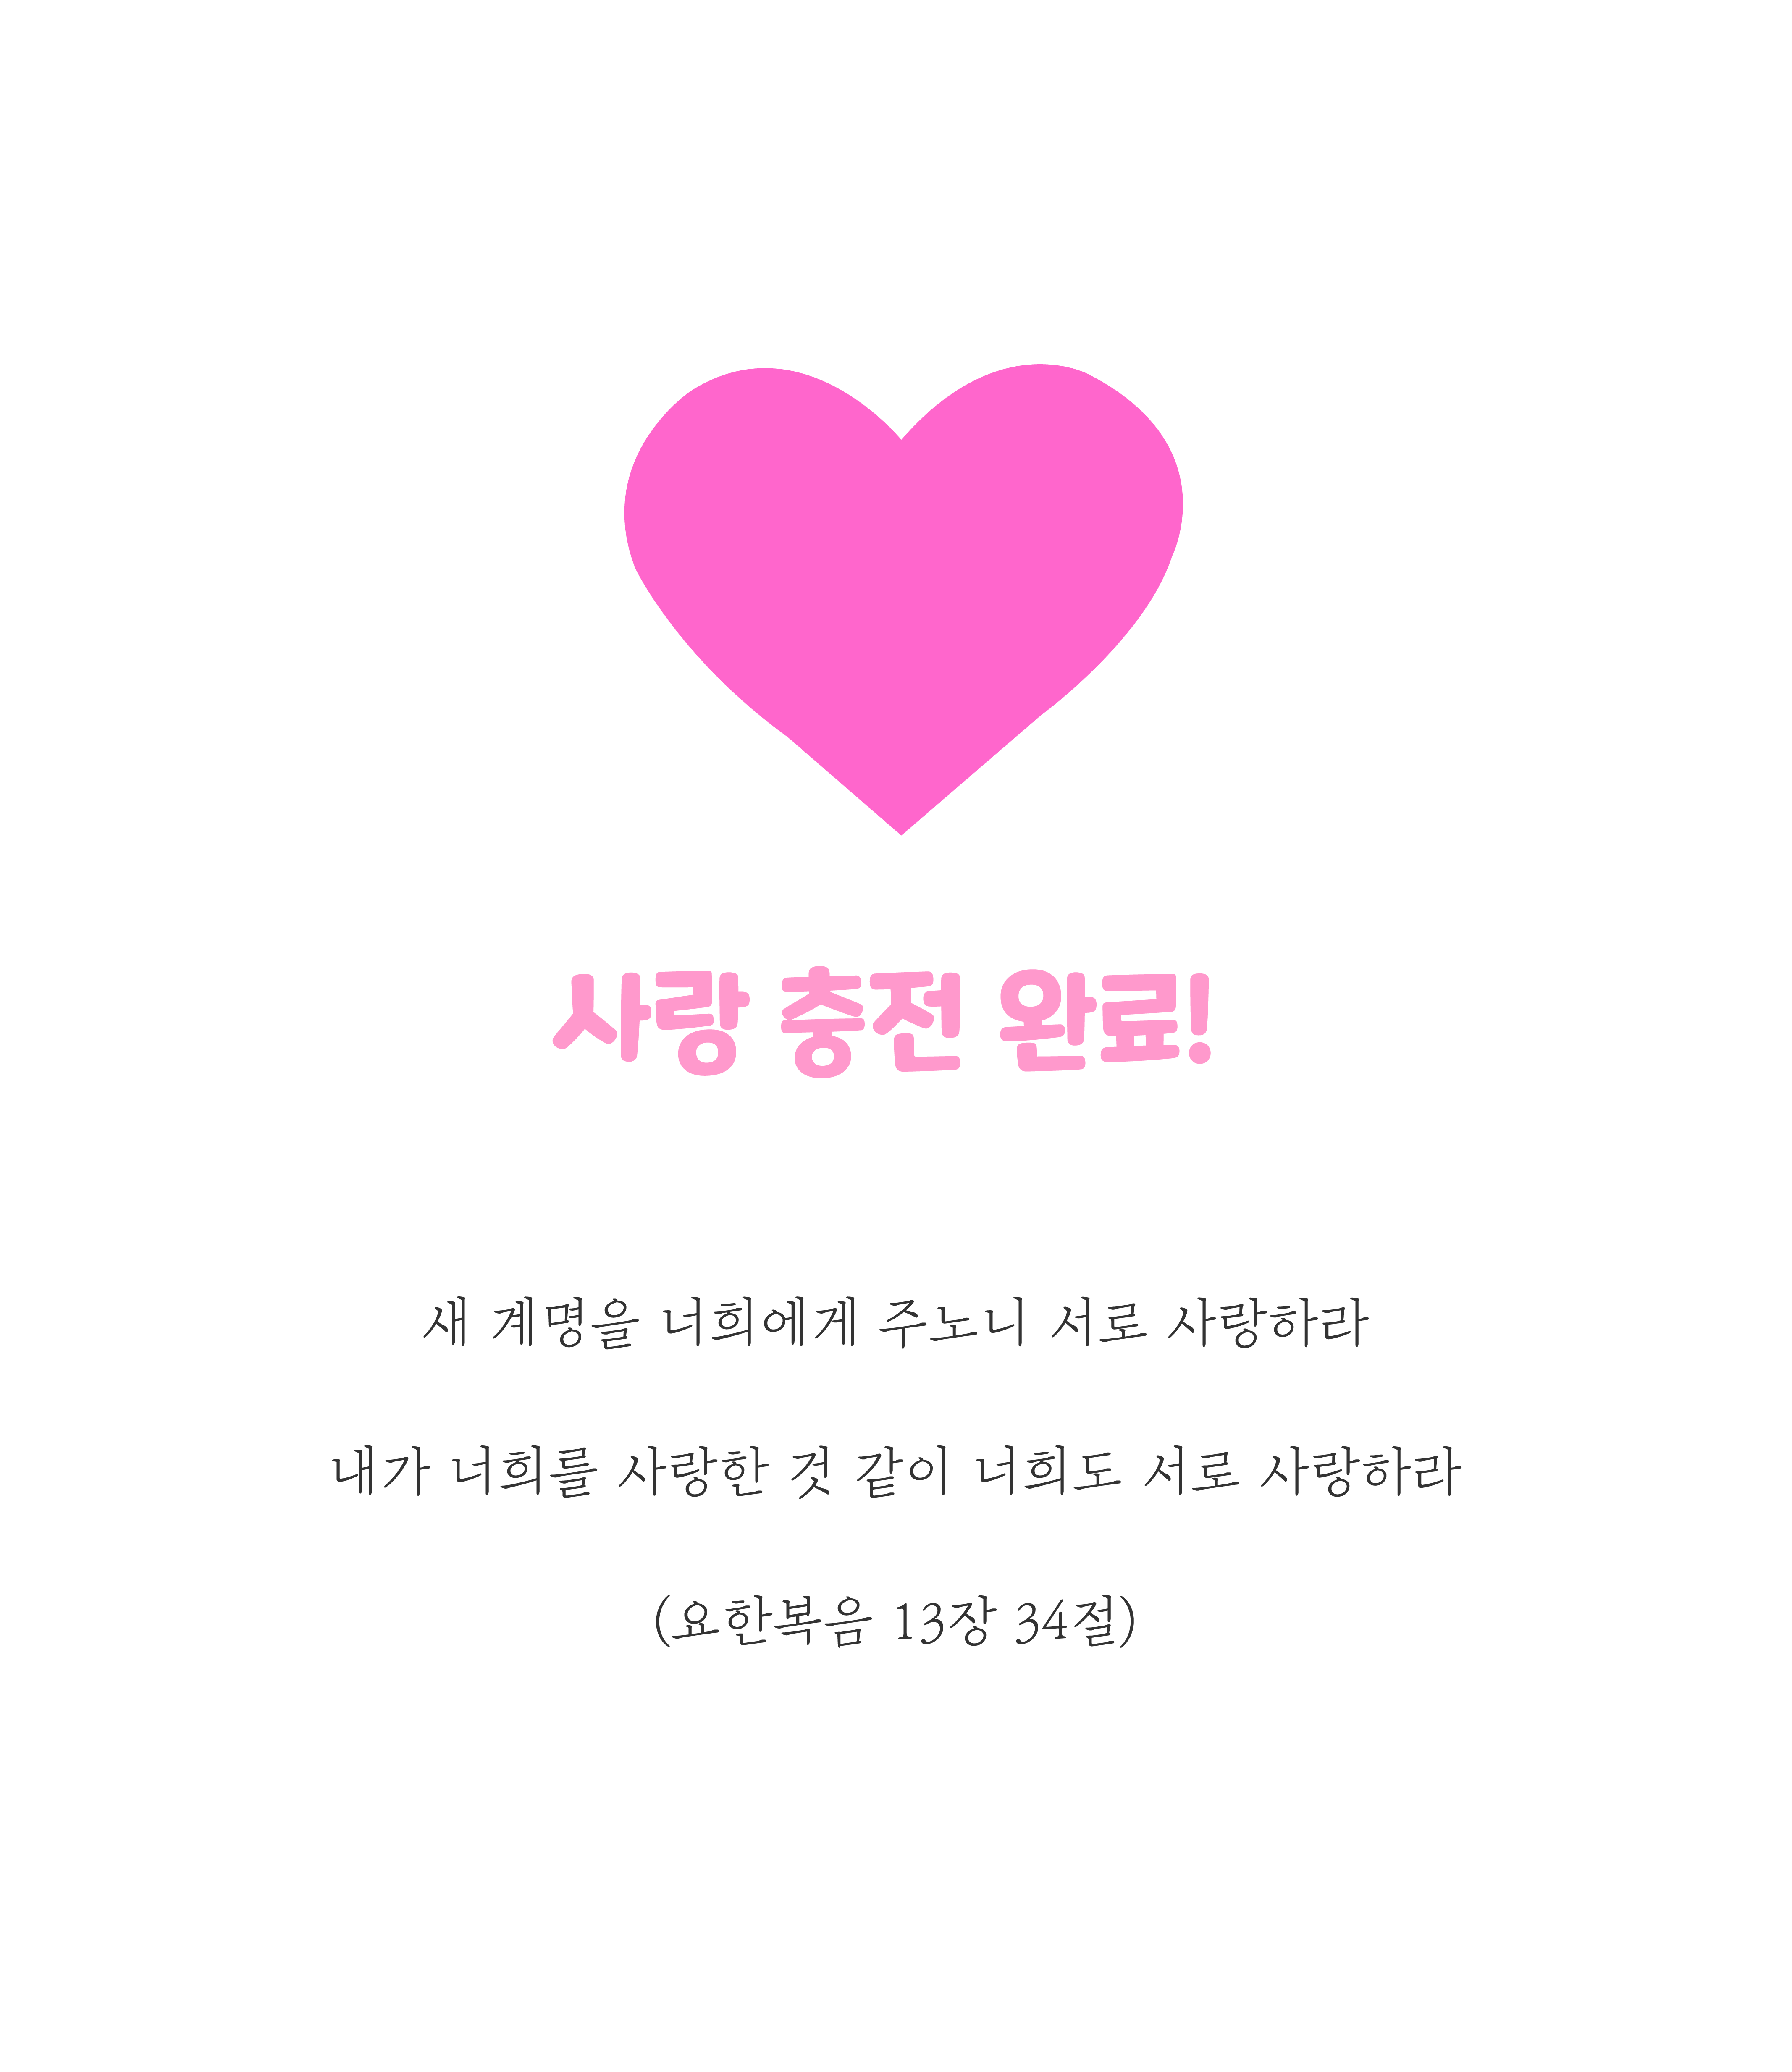 사랑 충전 완료!
새 계명을 너희에게 주노니 서로 사랑하라
내가 너희를 사랑한 것 같이 너희도 서로 사랑하다
(요한복음 13장 34절)